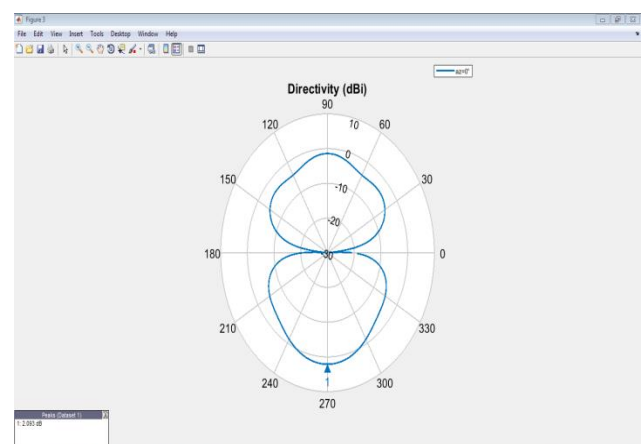 Figure 3
File Edit View Insert Tools Desktop Window Help
az=0°
Directivity (dBi)
90
120 10 60
0
150 -10 30
-20
180 -30 0
210 330
240 1 300
270
Peaks (Dataset 1)
1: 2.093 dB